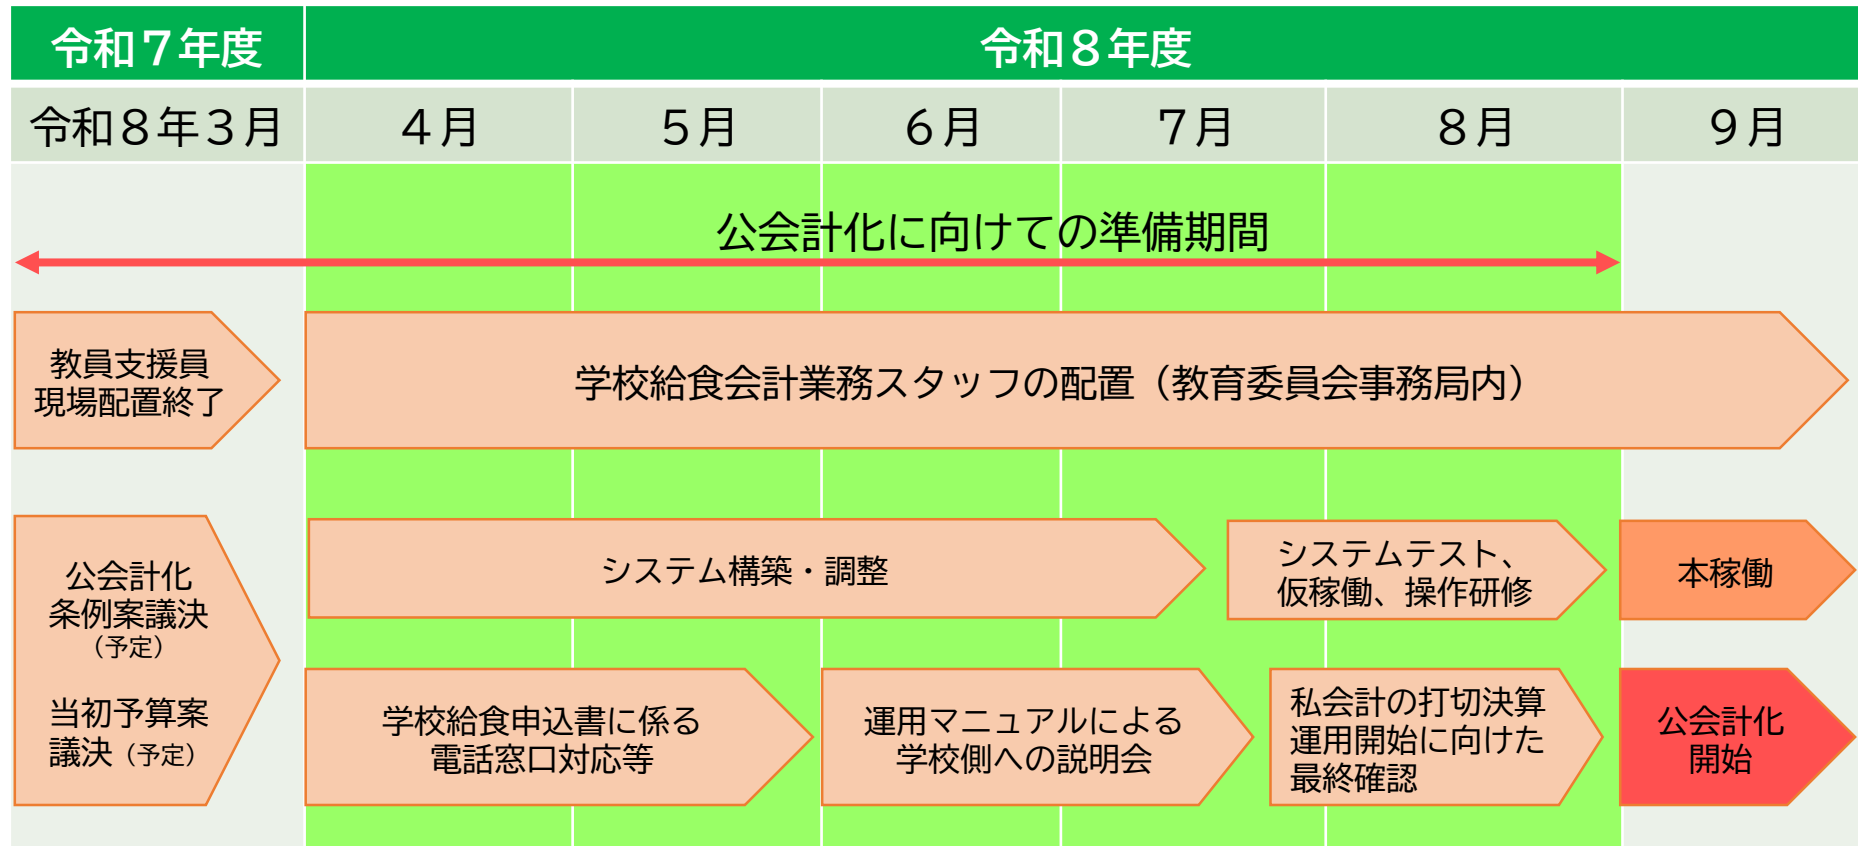 令和７年度
令和８年度
令和８年３月
４月
５月
６月
７月
８月
９月
公会計化に向けての準備期間
教員支援員
現場配置終了
学校給食会計業務スタッフの配置（教育委員会事務局内）
公会計化
条例案議決
（予定）
当初予算案
議決（予定）
システム構築・調整
システムテスト、
仮稼働、操作研修
本稼働
学校給食申込書に係る
電話窓口対応等
運用マニュアルによる
学校側への説明会
私会計の打切決算
運用開始に向けた
最終確認
公会計化
開始